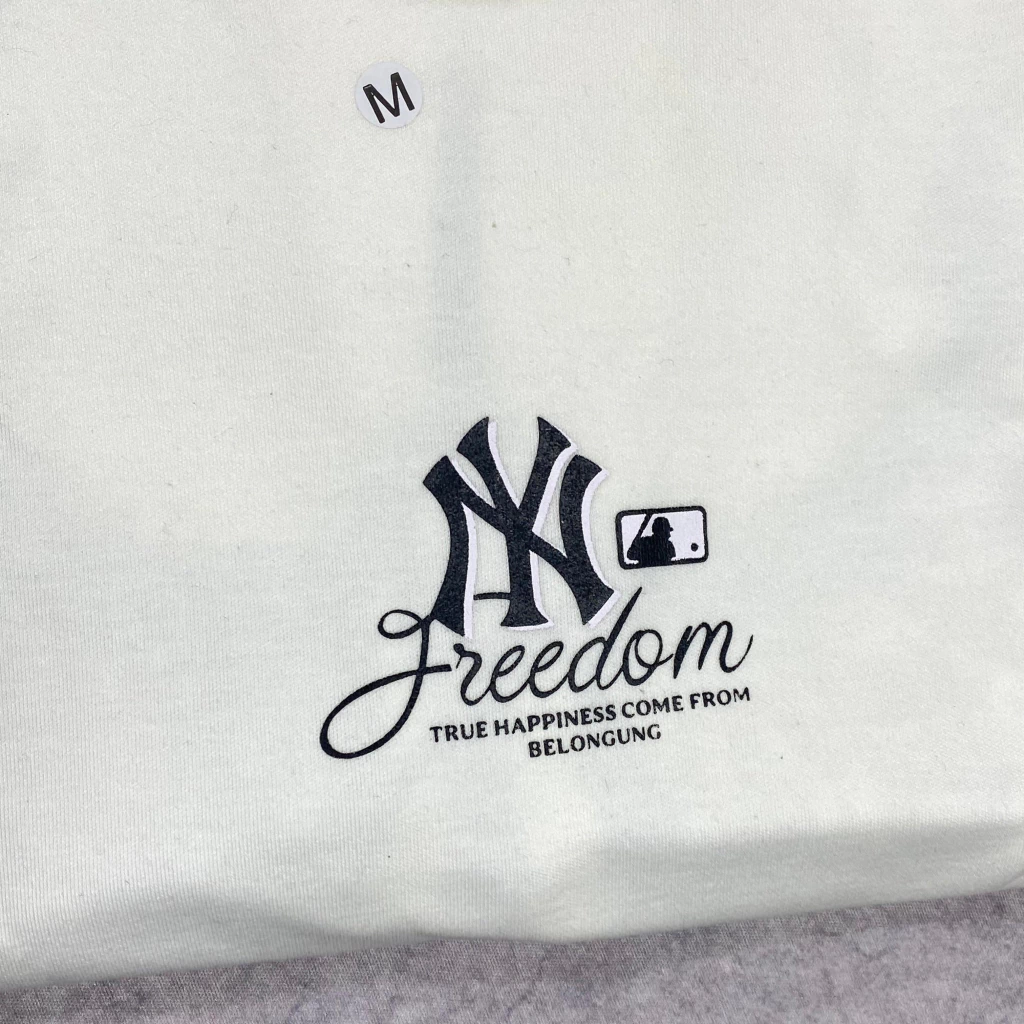 M
NY
Freedom
TRUE HAPPINESS COME FROM
BELONGUNG